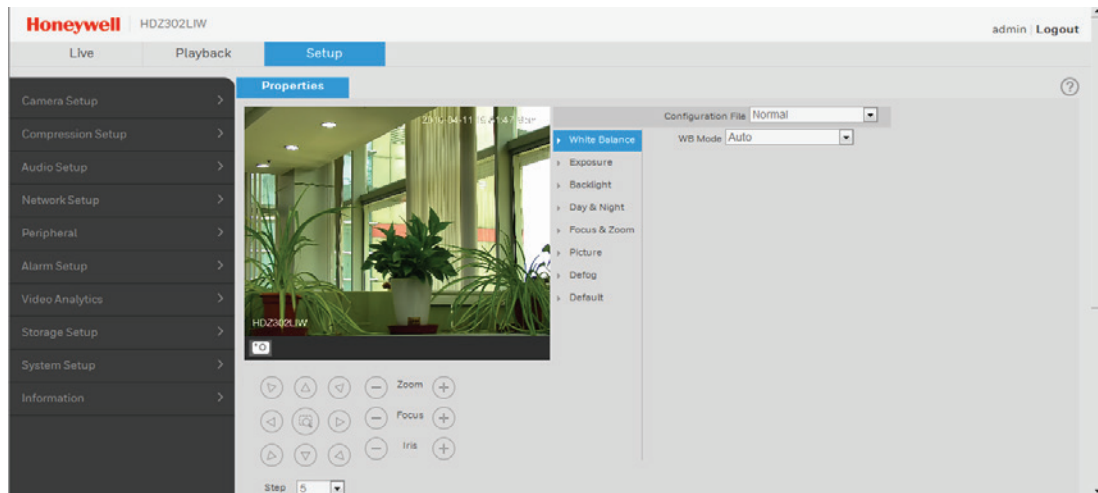 Honeywell HDZ302LIW
admin | Logout
Live Playback Setup
Camera Setup
Compression Setup
Audio Setup
Network Setup
Peripheral
Alarm Setup
Video Analytics
Storage Setup
System Setup
Information
Properties
HDZ302LIW
Zoom
Focus
Iris
Step 5
Configuration File Normal
White Balance
Exposure
Backlight
Day & Night
Focus & Zoom
Picture
Defog
Default
WB Mode Auto